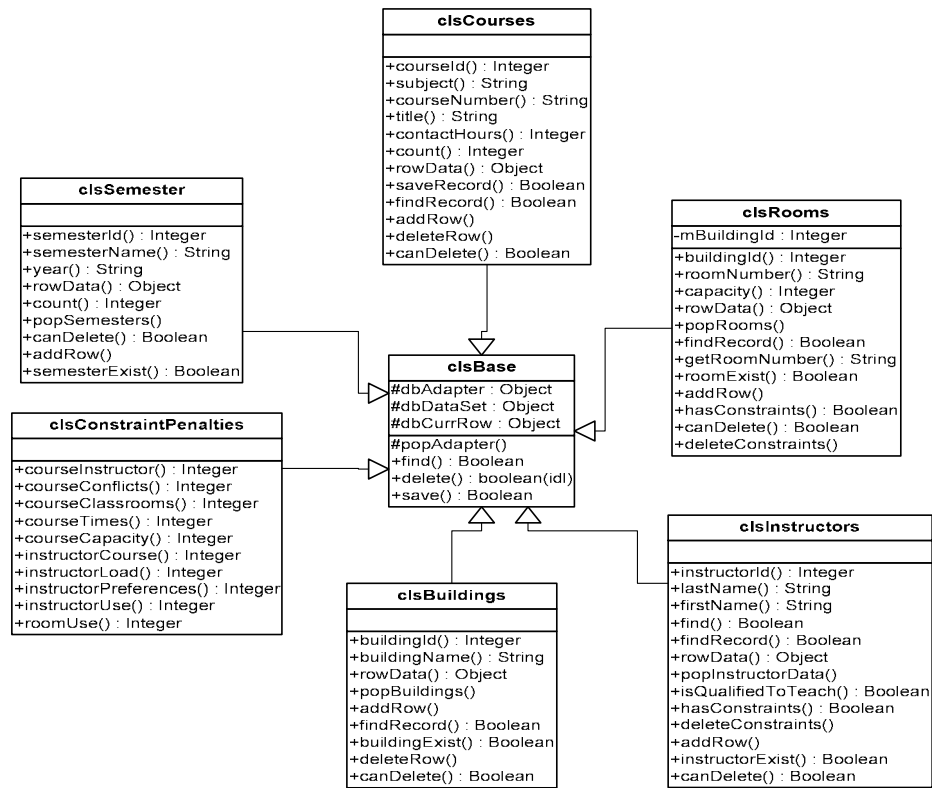 clsCourses
+courseId() : Integer
+subject() : String
+courseNumber() : String
+title() : String
+contactHours() : Integer
+count() : Integer
+rowData() : Object
+saveRecord() : Boolean
+findRecord() : Boolean
+addRow()
+deleteRow()
+canDelete() : Boolean
clsSemester
+semesterId() : Integer
+semesterName() : String
+year() : String
+rowData() : Object
+count() : Integer
+popSemesters()
+canDelete() : Boolean
+addRow()
+semesterExist() : Boolean
clsRooms
-mBuildingId : Integer
+buildingId() : Integer
+roomNumber() : String
+capacity() : Integer
+rowData() : Object
+popRooms()
+findRecord() : Boolean
+getRoomNumber() : String
+roomExist() : Boolean
+addRow()
+hasConstraints() : Boolean
+canDelete() : Boolean
+deleteConstraints()
clsBase
#dbAdapter : Object
#dbDataSet : Object
#dbCurrRow : Object
#popAdapter()
+find() : Boolean
+delete() : boolean(idl)
+save() : Boolean
clsConstraintPenalties
+courseInstructor() : Integer
+courseConflicts() : Integer
+courseClassrooms() : Integer
+courseTimes() : Integer
+courseCapacity() : Integer
+instructorCourse() : Integer
+instructorLoad() : Integer
+instructorPreferences() : Integer
+instructorUse() : Integer
+roomUse() : Integer
clsBuildings
+buildingId() : Integer
+buildingName() : String
+rowData() : Object
+popBuildings()
+addRow()
+findRecord() : Boolean
+buildingExist() : Boolean
+deleteRow()
+canDelete() : Boolean
clsInstructors
+instructorId() : Integer
+lastName() : String
+firstName() : String
+find() : Boolean
+findRecord() : Boolean
+rowData() : Object
+popInstructorData()
+isQualifiedToTeach() : Boolean
+hasConstraints() : Boolean
+deleteConstraints()
+addRow()
+instructorExist() : Boolean
+canDelete() : Boolean